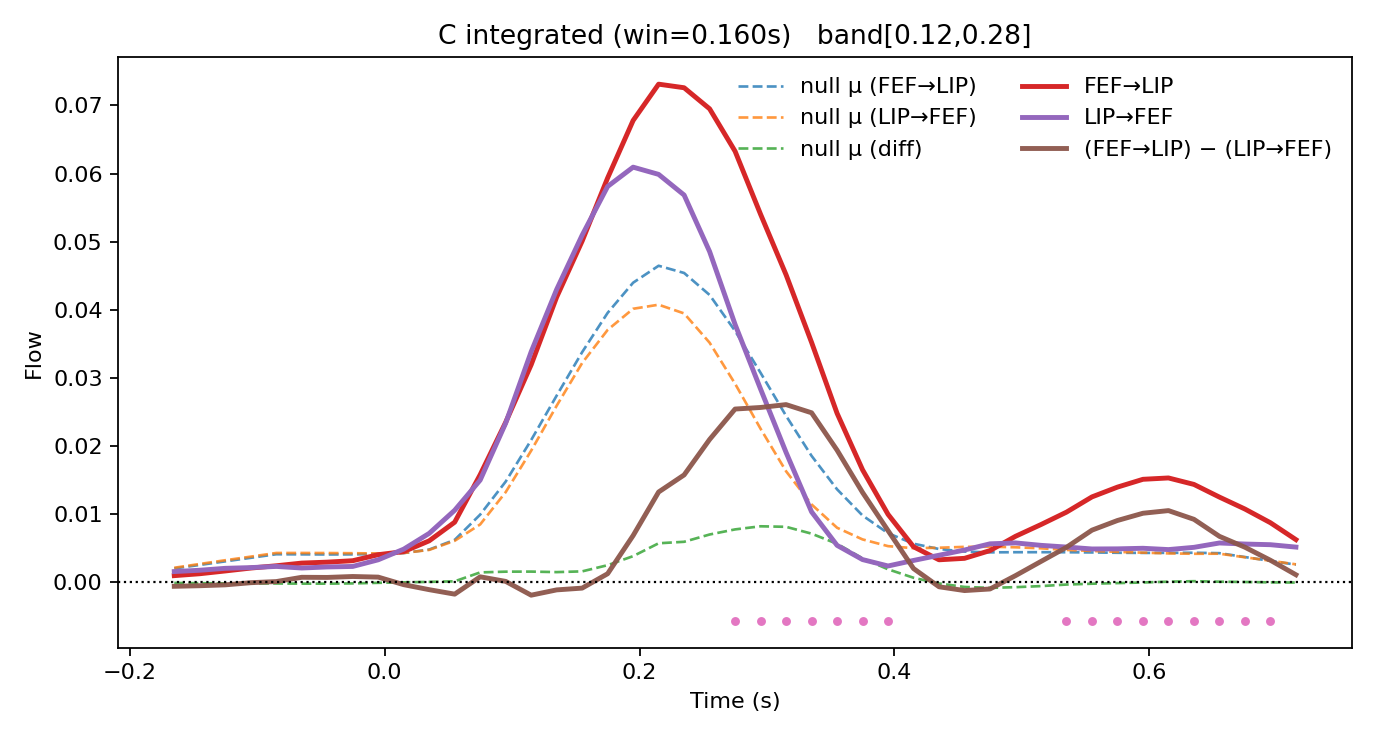 C integrated (win=0.160s)   band[0.12,0.28]
null μ (FEF→LIP)
null μ (LIP→FEF)
null μ (diff)
FEF→LIP
LIP→FEF
(FEF→LIP) − (LIP→FEF)
Flow
0.07
0.06
0.05
0.04
0.03
0.02
0.01
0.00
−0.2
0.0
0.2
0.4
0.6
Time (s)